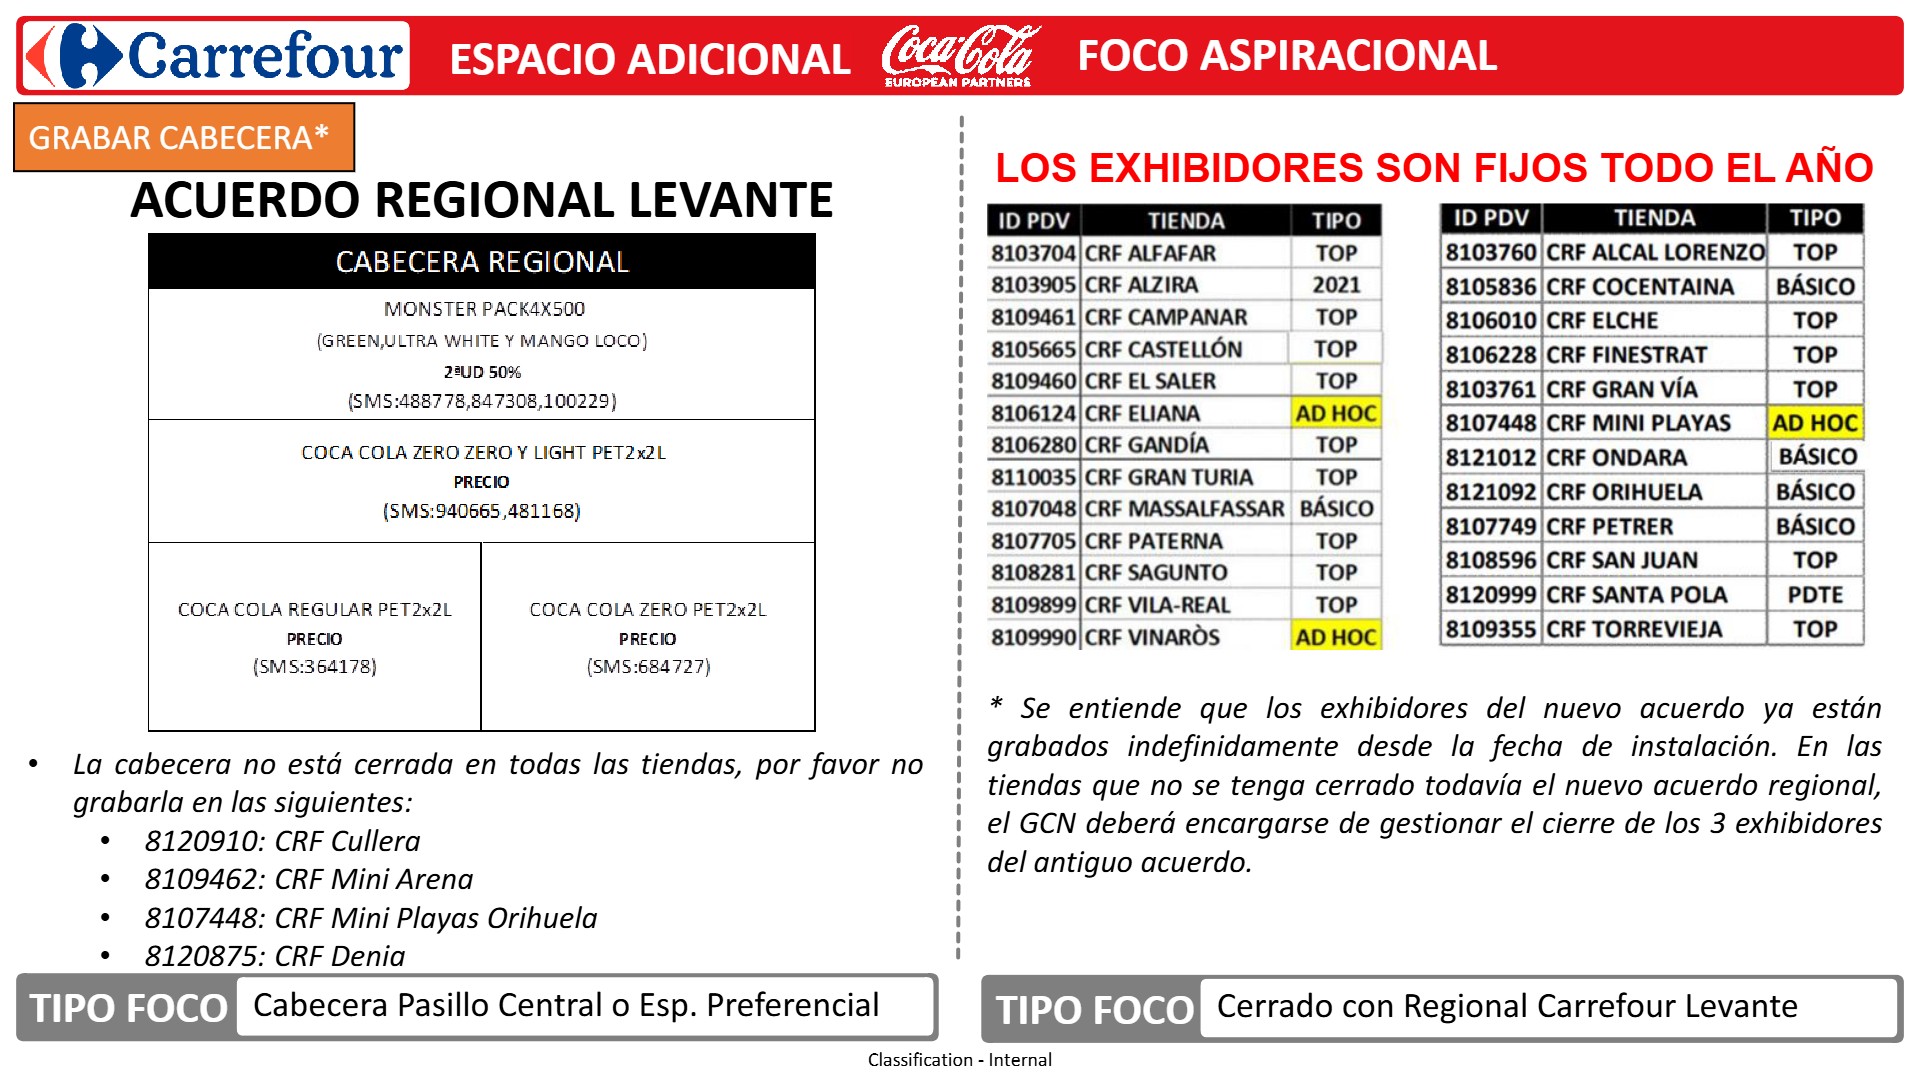 Carrefour
ESPACIO ADICIONAL
Coca-Cola
EUROPEAN PARTNERS
FOCO ASPIRACIONAL
GRABAR CABECERA*
ACUERDO REGIONAL LEVANTE
CABECERA REGIONAL
MONSTER PACK4X500
(GREEN,ULTRA WHITE Y MANGO LOCO)
2ªUD 50%
(SMS:488778,847308,100229)
COCA COLA ZERO ZERO Y LIGHT PET2x2L
PRECIO
(SMS:940665,481168)
COCA COLA REGULAR PET2x2L
PRECIO
(SMS:364178)
COCA COLA ZERO PET2x2L
PRECIO
(SMS:684727)
• La cabecera no está cerrada en todas las tiendas, por favor no
grabarla en las siguientes:
• 8120910: CRF Cullera
• 8109462: CRF Mini Arena
• 8107448: CRF Mini Playas Orihuela
• 8120875: CRF Denia
TIPO FOCO Cabecera Pasillo Central o Esp. Preferencial
LOS EXHIBIDORES SON FIJOS TODO EL AÑO
ID PDV TIENDA TIPO
8103704 CRF ALFAFAR TOP
8103905 CRF ALZIRA 2021
8109461 CRF CAMPANAR TOP
8105665 CRF CASTELLÓN TOP
8109460 CRF EL SALER TOP
8106124 CRF ELIANA AD HOC
8106280 CRF GANDÍA TOP
8110035 CRF GRAN TURIA TOP
8107048 CRF MASSALFASSAR BÁSICO
8107705 CRF PATERNA TOP
8108281 CRF SAGUNTO TOP
8109899 CRF VILA-REAL TOP
8109990 CRF VINARÒS AD HOC
ID PDV TIENDA TIPO
8103760 CRF ALCAL LORENZO TOP
8105836 CRF COCENTAINA BÁSICO
8106010 CRF ELCHE TOP
8106228 CRF FINESTRAT TOP
8103761 CRF GRAN VÍA TOP
8107448 CRF MINI PLAYAS AD HOC
8121012 CRF ONDARA BÁSICO
8121092 CRF ORIHUELA BÁSICO
8107749 CRF PETRER BÁSICO
8108596 CRF SAN JUAN TOP
8120999 CRF SANTA POLA PDTE
8109355 CRF TORREVIEJA TOP
* Se entiende que los exhibidores del nuevo acuerdo ya están
grabados indefinidamente desde la fecha de instalación. En las
tiendas que no se tenga cerrado todavía el nuevo acuerdo regional,
el GCN deberá encargarse de gestionar el cierre de los 3 exhibidores
del antiguo acuerdo.
TIPO FOCO Cerrado con Regional Carrefour Levante
Classification - Internal